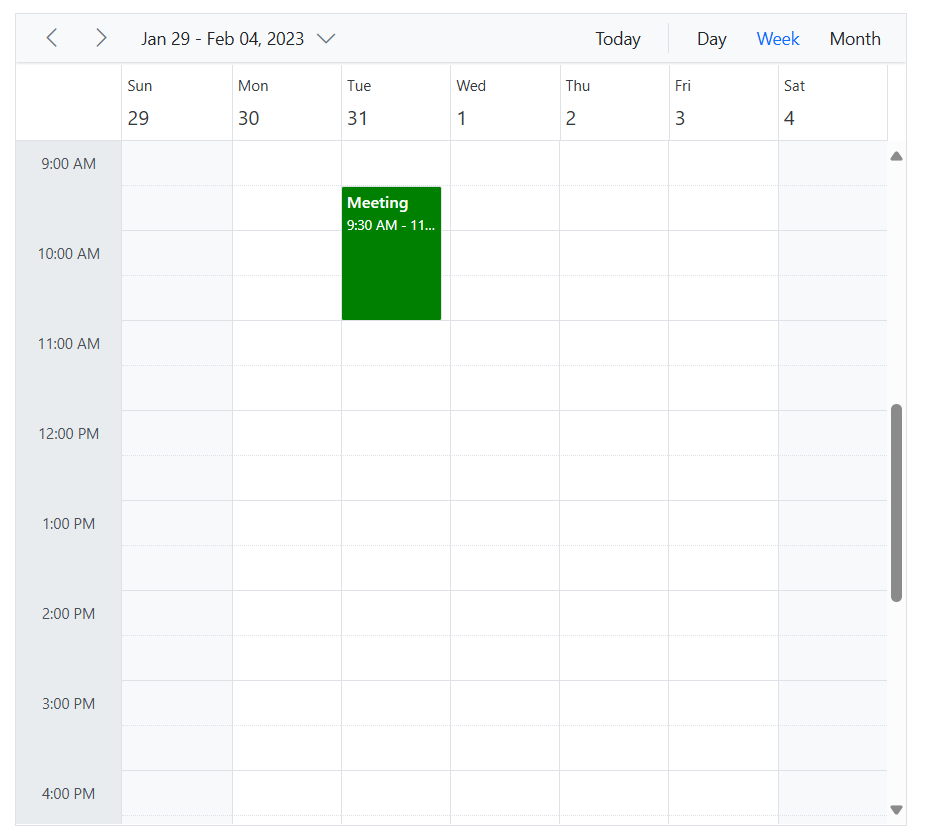 Jan 29 - Feb 04, 2023 Today Day Week Month
Sun Mon Tue Wed Thu Fri Sat
29 30 31 1 2 3 4
9:00 AM
Meeting
9:30 AM - 11...
10:00 AM
11:00 AM
12:00 PM
1:00 PM
2:00 PM
3:00 PM
4:00 PM